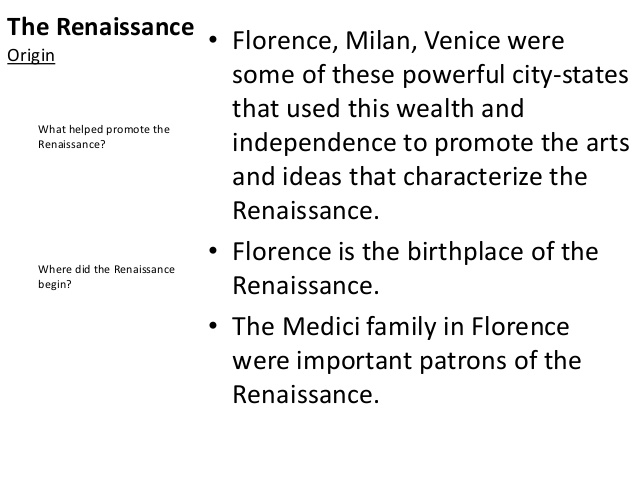 The Renaissance
Origin
What helped promote the
Renaissance?
Where did the Renaissance
begin?
• Florence, Milan, Venice were
some of these powerful city-states
that used this wealth and
independence to promote the arts
and ideas that characterize the
Renaissance.
• Florence is the birthplace of the
Renaissance.
• The Medici family in Florence
were important patrons of the
Renaissance.